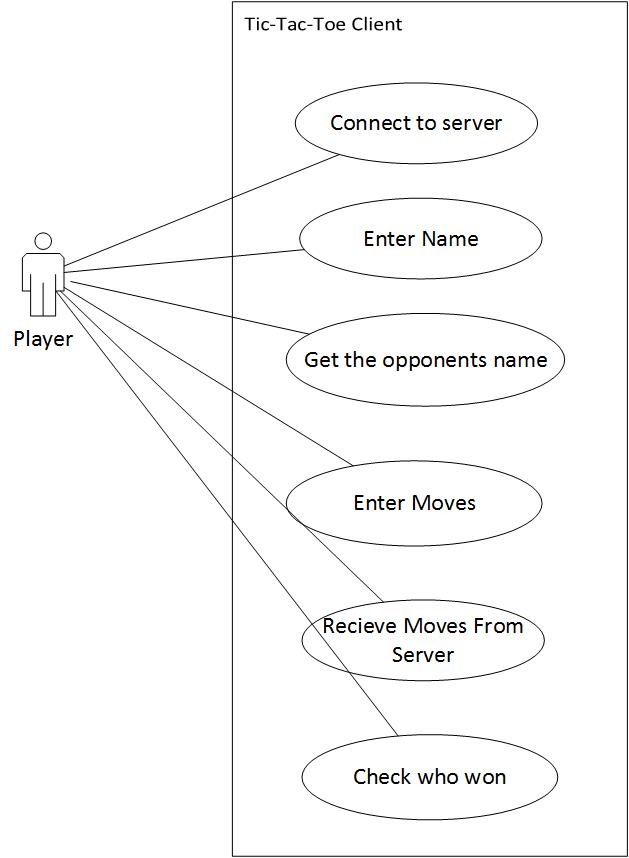 Tic-Tac-Toe Client
Connect to server
Enter Name
Player
Get the opponents name
Enter Moves
Recieve Moves From
Server
Check who won